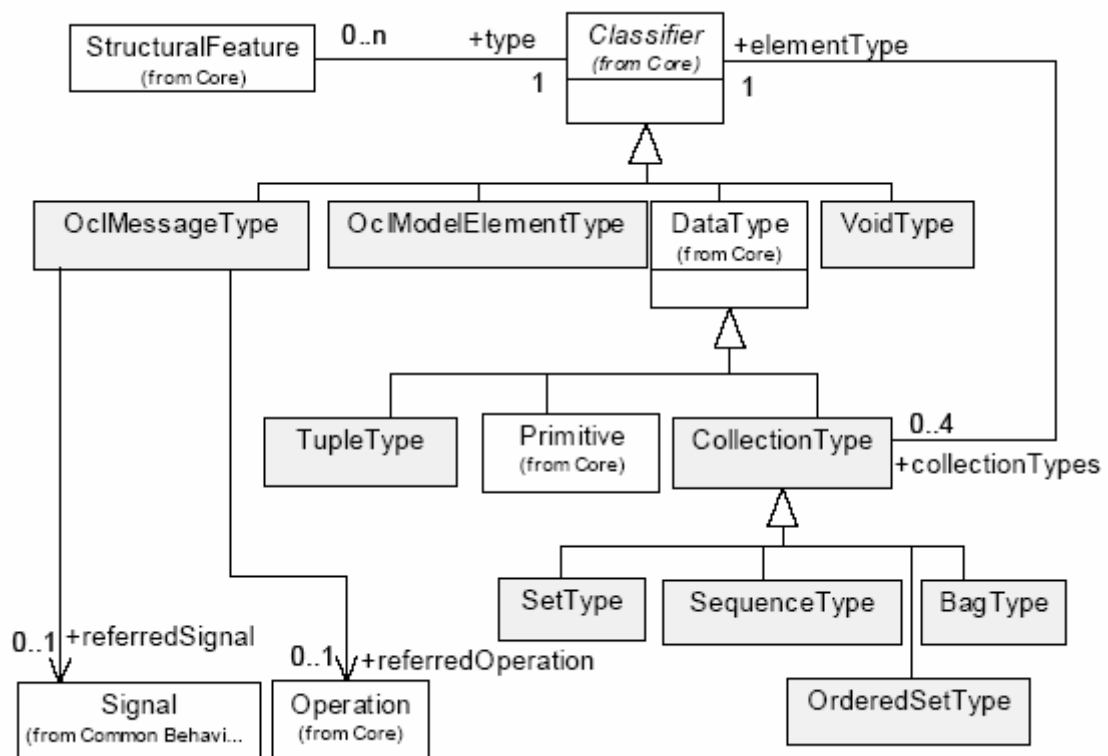 StructuralFeature
(from Core)
0..n
+type
1
Classifier
(from Core)
+elementType
1
OclMessageType
OclModelElementType
DataType
(from Core)
VoidType
TupleType
Primitive
(from Core)
CollectionType
0..4
+collectionTypes
SetType
SequenceType
BagType
OrderedSetType
0..1
+referredSignal
0..1
+referredOperation
Signal
(from Common Behavi...
Operation
(from Core)